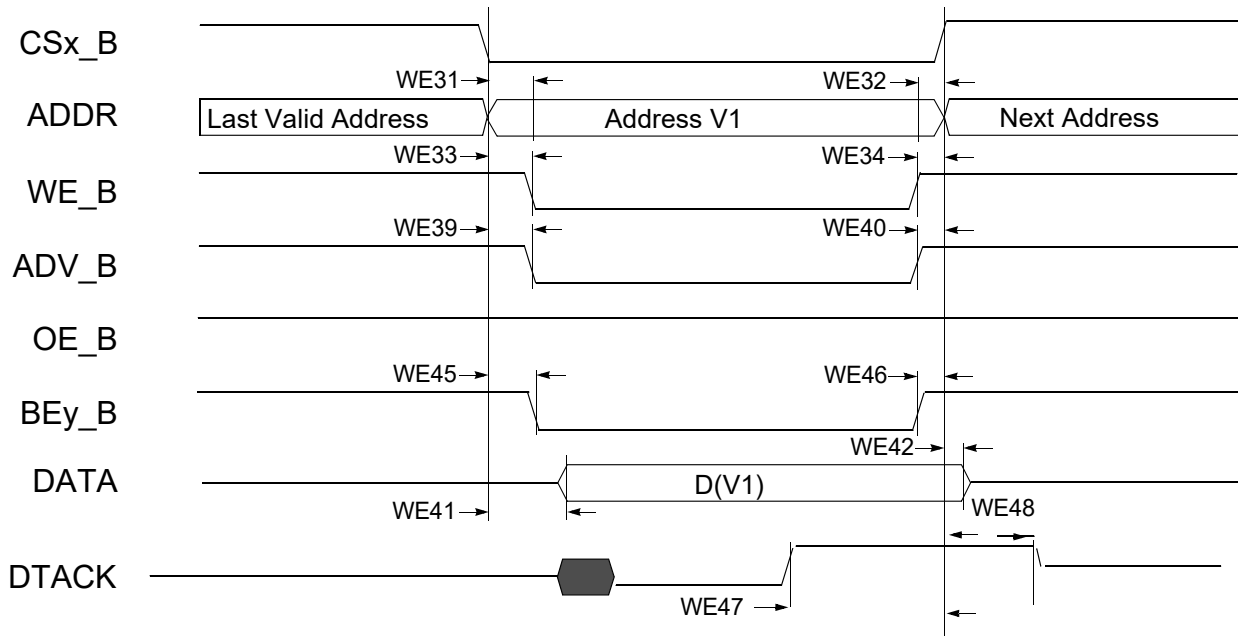 CSx_B
WE31 WE32
ADDR Last Valid Address Address V1 Next Address
WE33 WE34
WE_B
WE39 WE40
ADV_B
OE_B
WE45 WE46
BEy_B
WE42
DATA D(V1)
WE41 WE48
DTACK
WE47